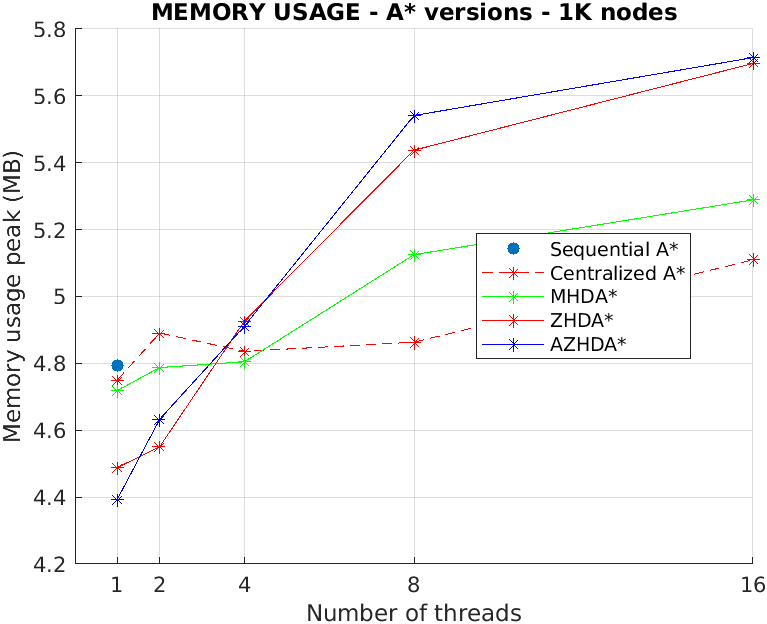 MEMORY USAGE - A* versions - 1K nodes
Memory usage peak (MB)
5.8
5.6
5.4
5.2
5
4.8
4.6
4.4
4.2
Sequential A*
Centralized A*
MHDA*
ZHDA*
AZHDA*
1 2 4 8 16
Number of threads